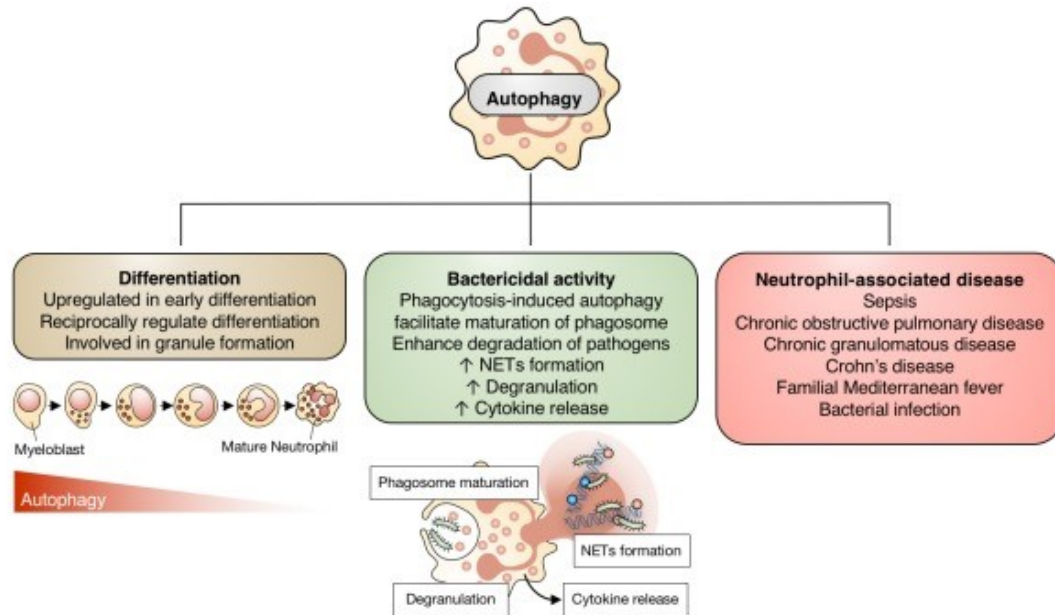 Autophagy
Differentiation
Upregulated in early differentiation
Reciprocally regulate differentiation
Involved in granule formation
Myeloblast
Mature Neutrophil
Autophagy
Bactericidal activity
Phagocytosis-induced autophagy
facilitate maturation of phagosome
Enhance degradation of pathogens
↑ NETs formation
↑ Degranulation
↑ Cytokine release
Phagosome maturation
NETs formation
Degranulation
Cytokine release
Neutrophil-associated disease
Sepsis
Chronic obstructive pulmonary disease
Chronic granulomatous disease
Crohn's disease
Familial Mediterranean fever
Bacterial infection